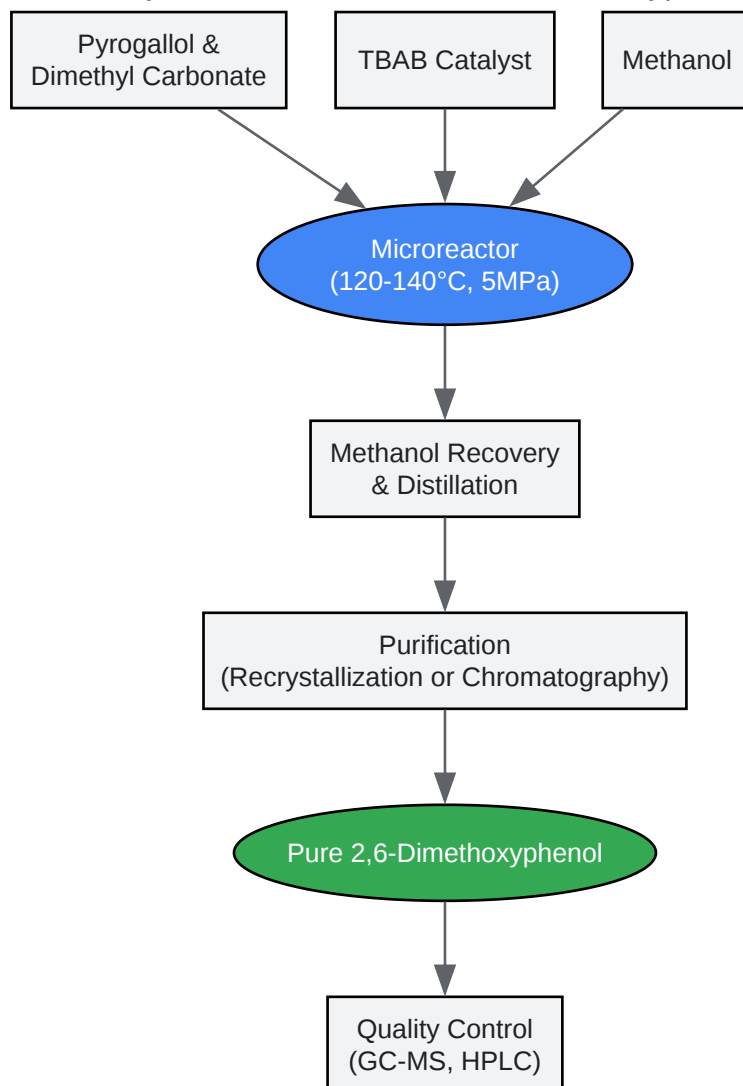 Pyrogallol &
Dimethyl Carbonate
TBAB Catalyst
Methanol
Microreactor
(120-140°C, 5MPa)
Methanol Recovery
& Distillation
Purification
(Recrystallization or Chromatography)
Pure 2,6-Dimethoxyphenol
Quality Control
(GC-MS, HPLC)